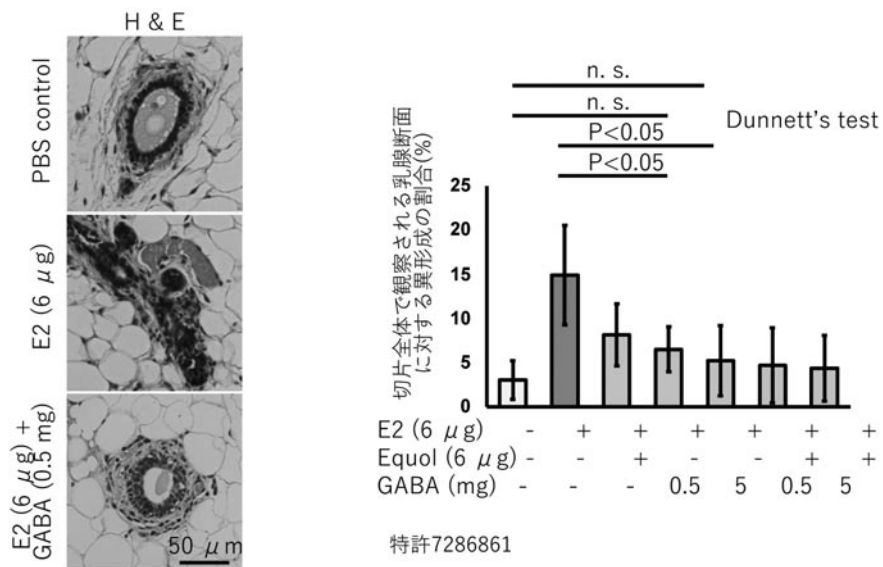 H & E
PBS control
E2 (6 μg)
E2 (6 μg) +
GABA (0.5 mg)
50 μm
n. s.
n. s.
P<0.05
P<0.05
Dunnett's test
切片全体で観察される乳腺断面
に対する異形成の割合(%)
25
20
15
10
5
0
E2 (6 μg) - + + + + + +
Equol (6 μg) - - + - - + +
GABA (mg) - - - 0.5 5 0.5 5
特許7286861